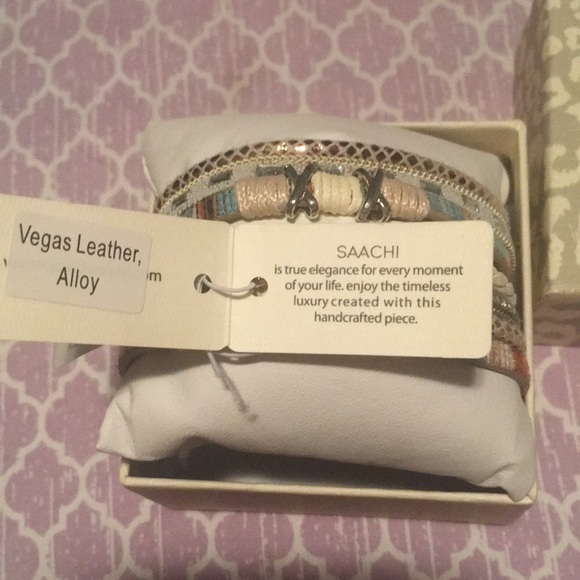 Vegas Leather,
Alloy
om
SAACHI
is true elegance for every moment
of your life. enjoy the timeless
luxury created with this
handcrafted piece.